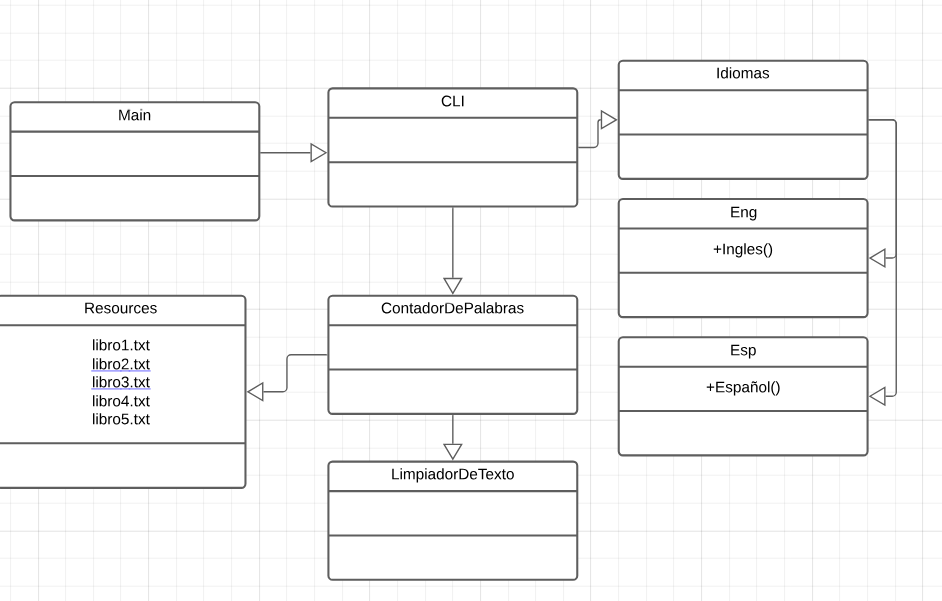 Main
CLI
Idiomas
Eng
+Ingles()
Resources
libro1.txt
libro2.txt
libro3.txt
libro4.txt
libro5.txt
ContadorDePalabras
Esp
+Español()
LimpiadorDeTexto